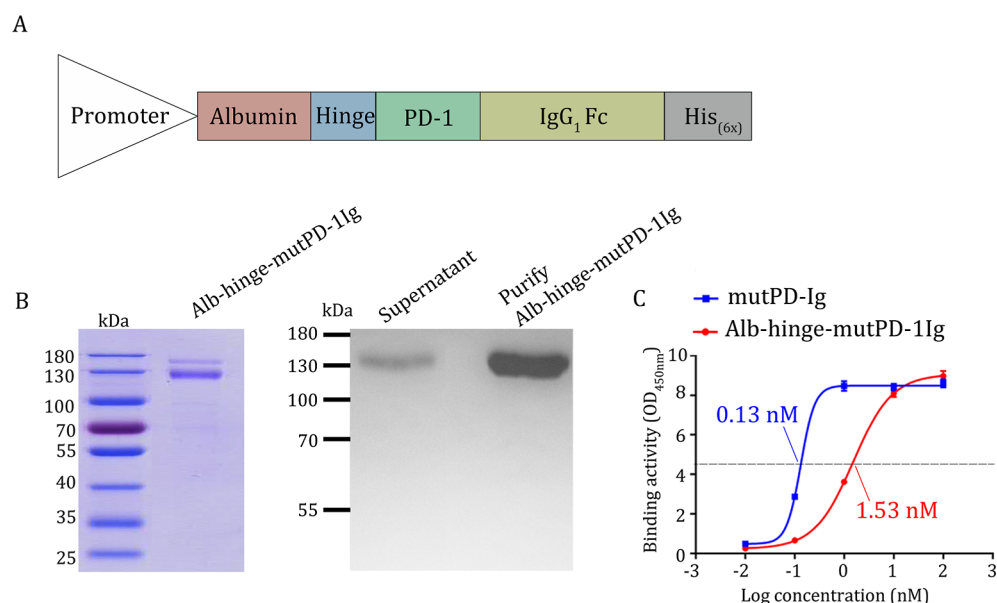 A
Promoter
Albumin
Hinge
PD-1
IgG1 Fc
His(6x)
B
kDa
Alb-hinge-mutPD-1Ig
180
130
100
70
55
40
35
25
kDa
Supernatant
Purify
Alb-hinge-mutPD-1Ig
180
130
100
70
55
C
mutPD-Ig
Alb-hinge-mutPD-1Ig
Binding activity (OD450nm)
10
8
6
4
2
0
0.13 nM
1.53 nM
-3 -2 -1 0 1 2 3
Log concentration (nM)